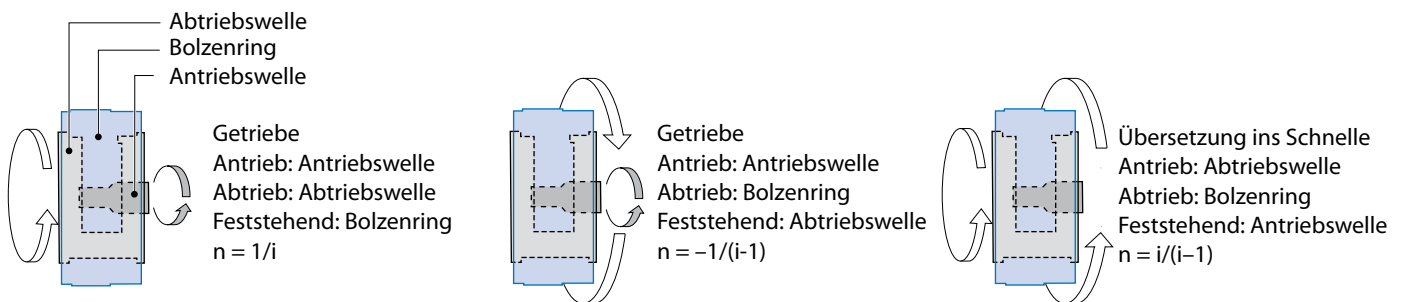 Abtriebswelle
Bolzenring
Antriebswelle
Getriebe
Antrieb: Antriebswelle
Abtrieb: Abtriebswelle
Feststehend: Bolzenring
n = 1/i
Getriebe
Antrieb: Antriebswelle
Abtrieb: Bolzenring
Feststehend: Abtriebswelle
n = –1/(i-1)
Übersetzung ins Schnelle
Antrieb: Abtriebswelle
Abtrieb: Bolzenring
Feststehend: Antriebswelle
n = i/(i–1)